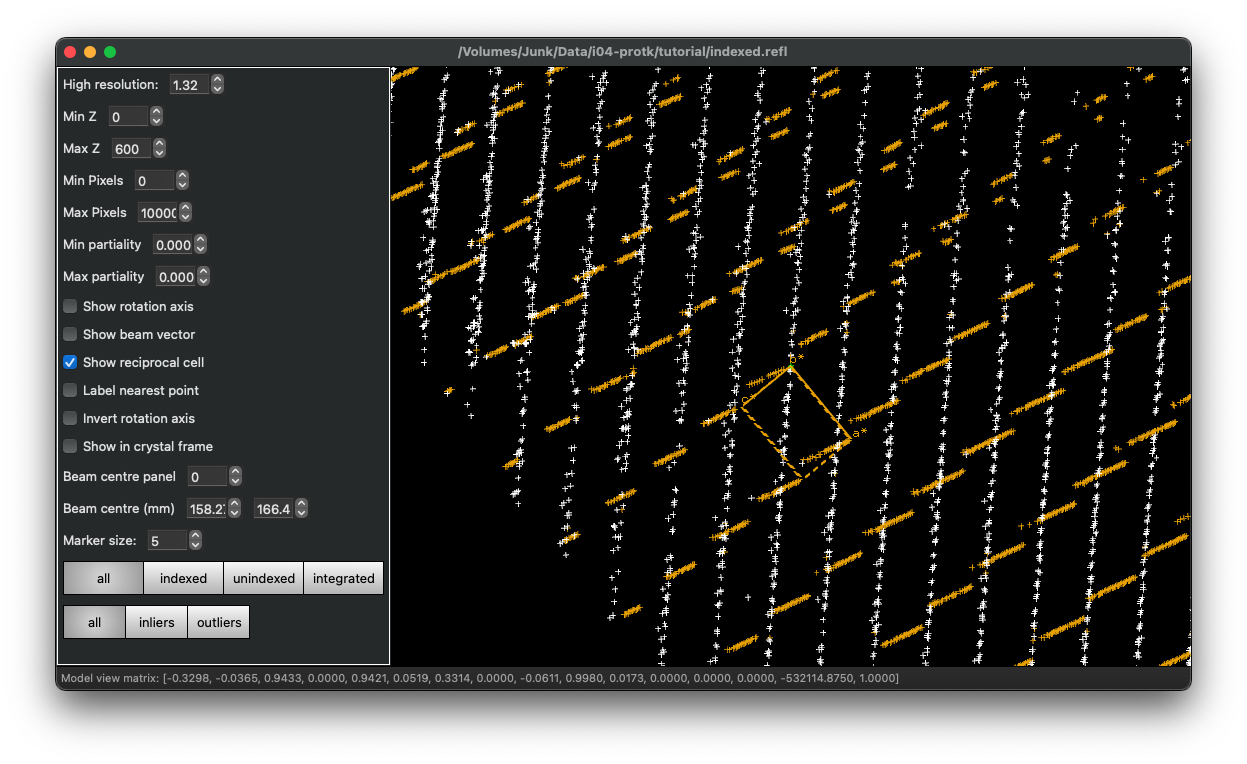 /Volumes/Junk/Data/i04-protk/tutorial/indexed.refl
High resolution: 1.32
Min Z 0
Max Z 600
Min Pixels 0
Max Pixels 10000
Min partiality 0.000
Max partiality 0.000
Show rotation axis
Show beam vector
Show reciprocal cell
Label nearest point
Invert rotation axis
Show in crystal frame
Beam centre panel 0
Beam centre (mm) 158.27 166.4
Marker size: 5
all indexed unindexed integrated
all inliers outliers
b*
c*
a*
Model view matrix: [-0.3298, -0.0365, 0.9433, 0.0000, 0.9421, 0.0519, 0.3314, 0.0000, -0.0611, 0.9980, 0.0173, 0.0000, 0.0000, 0.0000, -532114.8750, 1.0000]